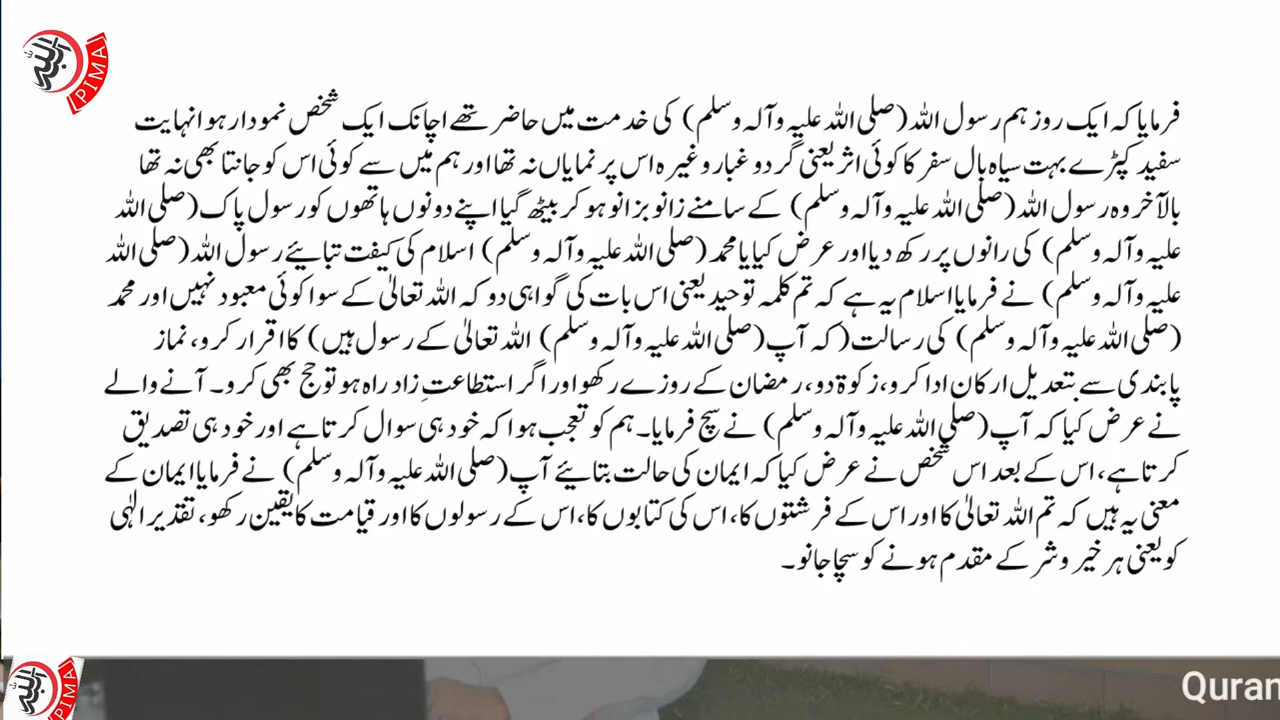 فرمایا کہ ایک روز ہم رسول اللہ (صلی اللہ علیہ وآلہ وسلم) کی خدمت میں حاضر تھے اچانک ایک شخص نمودار ہوا نہایت
سفید کپڑے بہت سیاہ بال سفر کا کوئی اثر یعنی گرد و غبار وغیرہ اس پر نمایاں نہ تھا اور ہم میں سے کوئی اس کو جانتا بھی نہ تھا
بالآخر وہ رسول اللہ (صلی اللہ علیہ وآلہ وسلم) کے سامنے زانو بزانو ہو کر بیٹھ گیا اپنے دونوں ہاتھوں کو رسول پاک (صلی اللہ
علیہ وآلہ وسلم) کی رانوں پر رکھ دیا اور عرض کیا یا محمد (صلی اللہ علیہ وآلہ وسلم) اسلام کی کیفت تبایئے رسول اللہ (صلی اللہ
علیہ وآلہ وسلم) نے فرمایا اسلام یہ ہے کہ تم کلمہ توحید یعنی اس بات کی گواہی دو کہ اللہ تعالیٰ کے سوا کوئی معبود نہیں اور محمد
(صلی اللہ علیہ وآلہ وسلم) کی رسالت (کہ آپ (صلی اللہ علیہ وآلہ وسلم) اللہ تعالیٰ کے رسول ہیں) کا اقرار کرو، نماز
پابندی سے بتعدیل ارکان ادا کرو، زکوۃ دو، رمضان کے روزے رکھو اور اگر استطاعتِ زاد راہ ہو تو حج بھی کرو۔ آنے والے
نے عرض کیا کہ آپ (صلی اللہ علیہ وآلہ وسلم) نے سچ فرمایا۔ ہم کو تعجب ہوا کہ خود ہی سوال کرتا ہے اور خود ہی تصدیق
کرتا ہے، اس کے بعد اس شخص نے عرض کیا کہ ایمان کی حالت بتایئے آپ (صلی اللہ علیہ وآلہ وسلم) نے فرمایا ایمان کے
معنی یہ ہیں کہ تم اللہ تعالیٰ کا اور اس کے فرشتوں کا، اس کی کتابوں کا، اس کے رسولوں کا اور قیامت کا یقین رکھو، تقدیر الٰہی
کو یعنی ہر خیر و شر کے مقدم ہونے کو سچا جانو۔
PIMA
PIMA
Quran